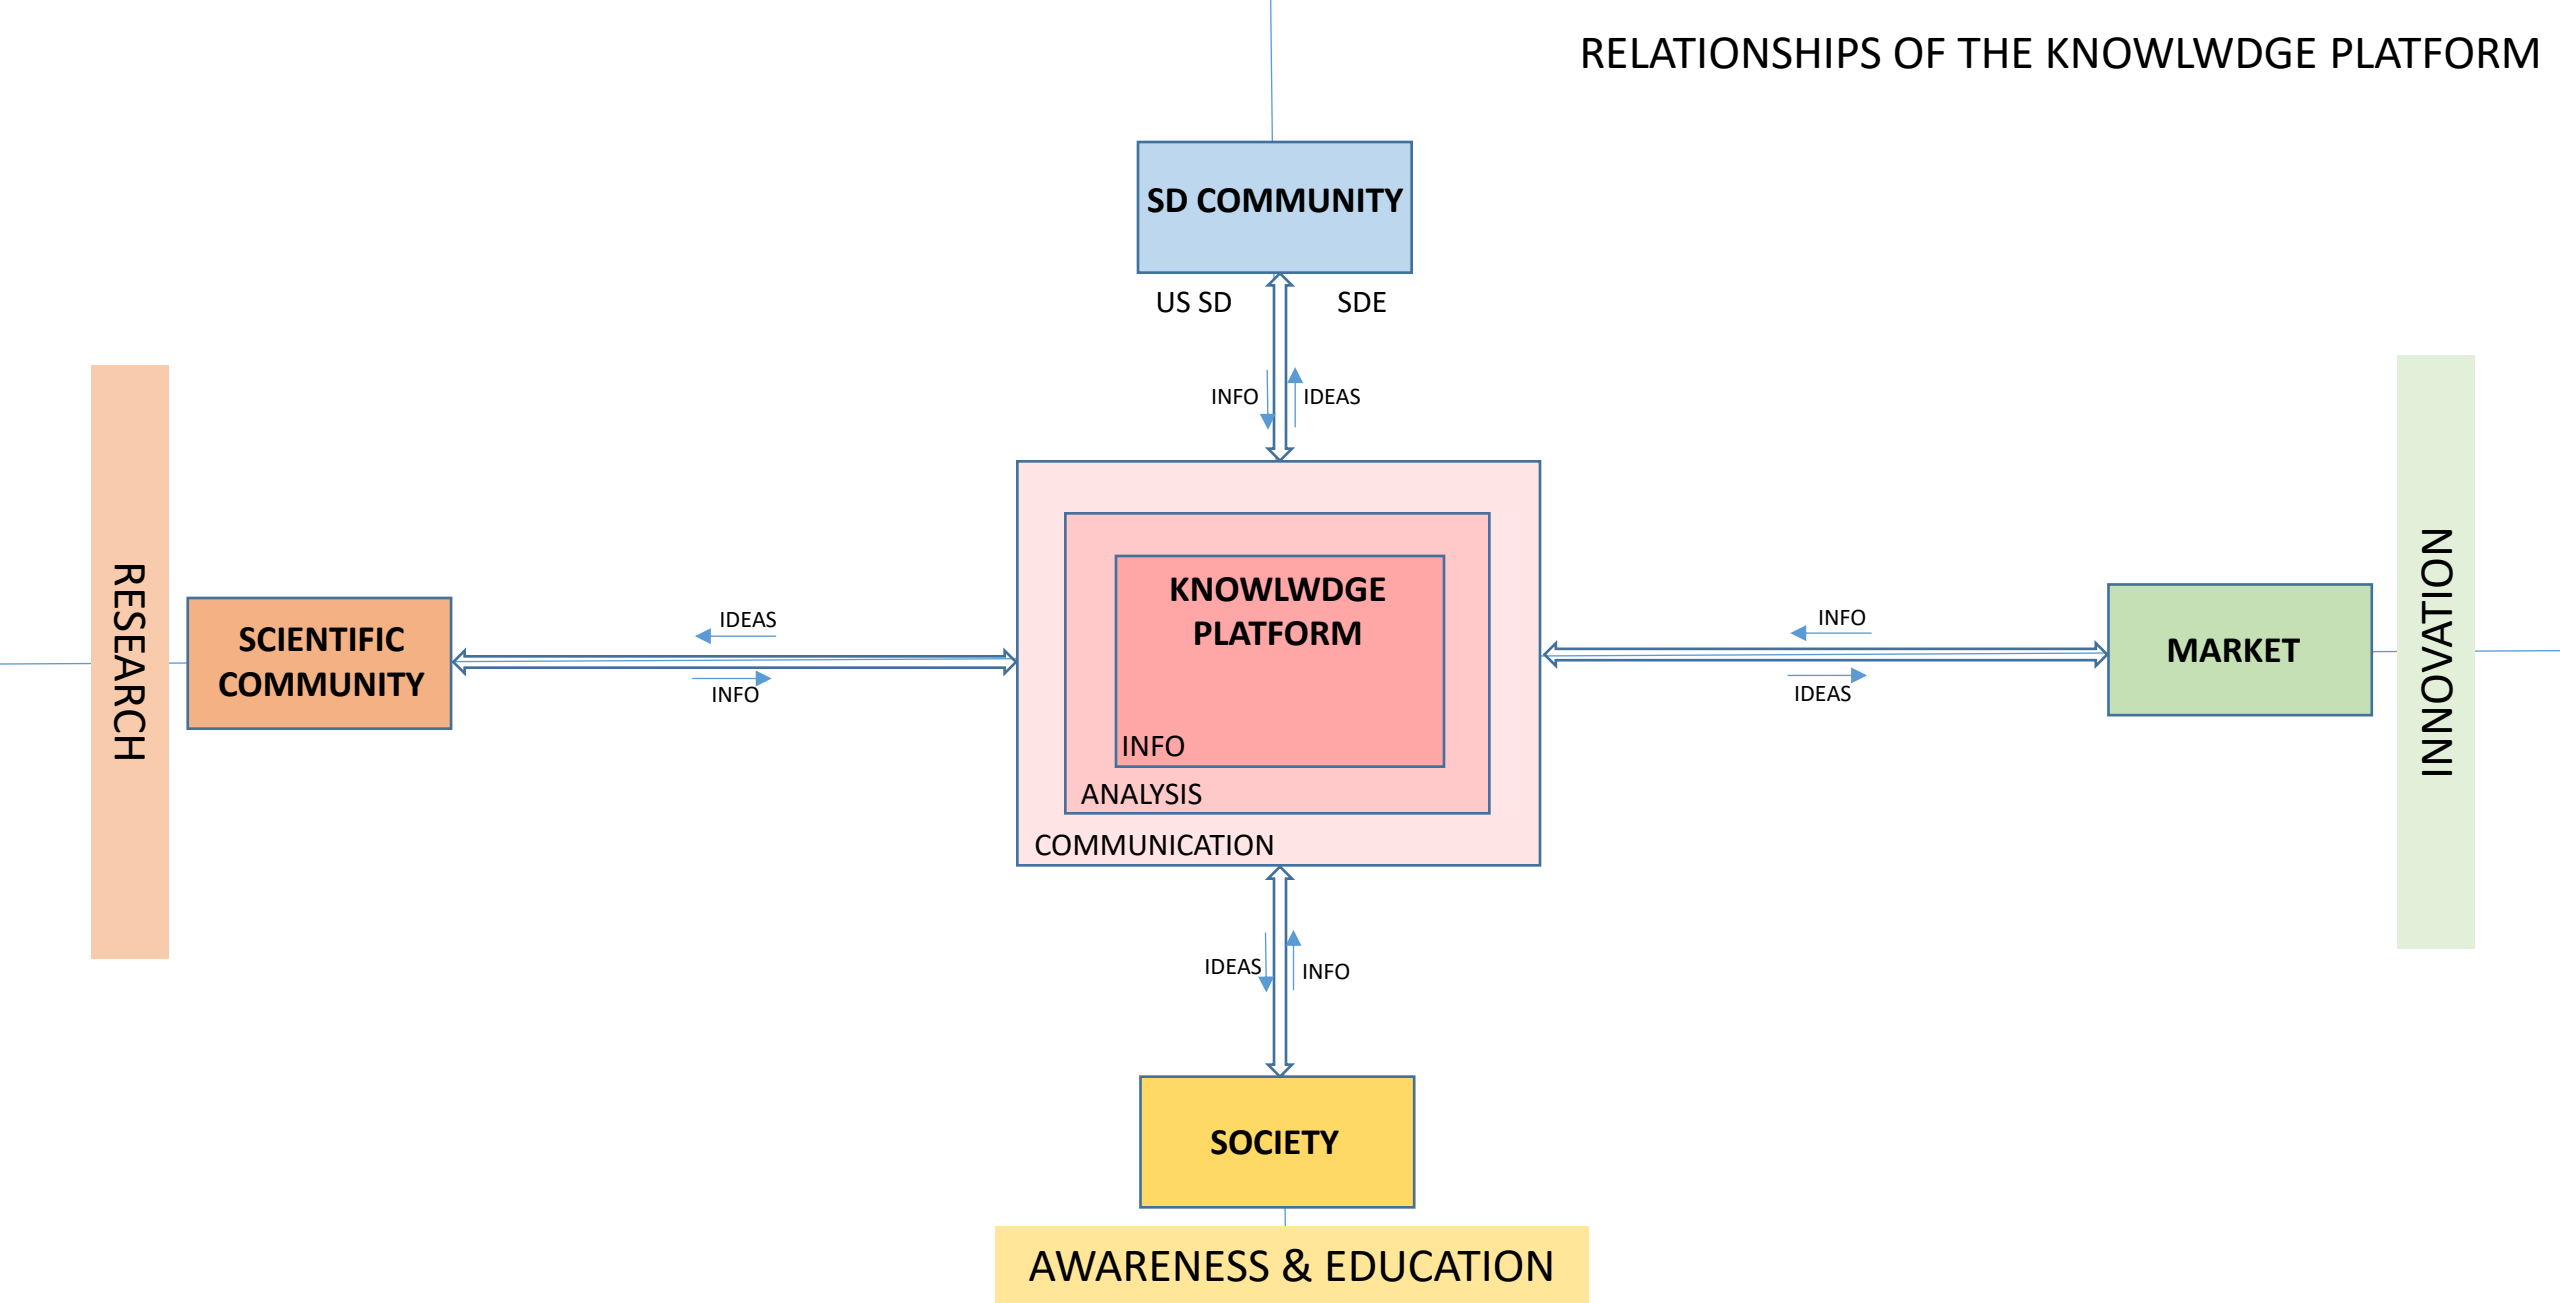 RELATIONSHIPS OF THE KNOWLWDGE PLATFORM
SD COMMUNITY
US SD
SDE
INFO
IDEAS
RESEARCH
SCIENTIFIC
COMMUNITY
IDEAS
INFO
KNOWLWDGE
PLATFORM
INFO
ANALYSIS
COMMUNICATION
INFO
IDEAS
MARKET
INNOVATION
IDEAS
INFO
SOCIETY
AWARENESS & EDUCATION